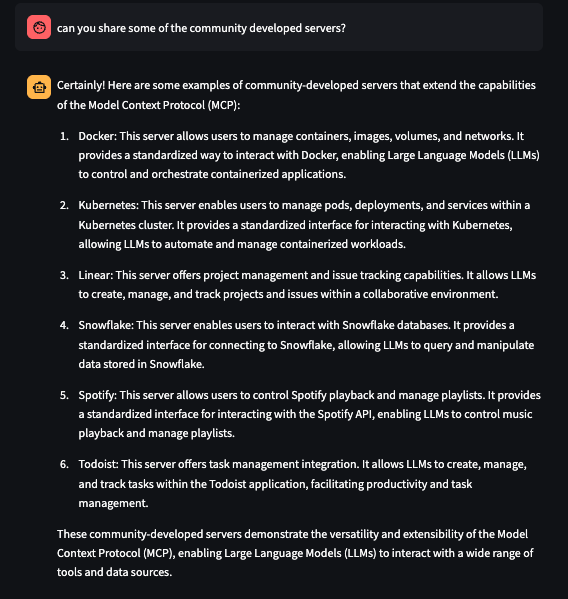 can you share some of the community developed servers?
Certainly! Here are some examples of community-developed servers that extend the capabilities
of the Model Context Protocol (MCP):
1. Docker: This server allows users to manage containers, images, volumes, and networks. It
provides a standardized way to interact with Docker, enabling Large Language Models (LLMs)
to control and orchestrate containerized applications.
2. Kubernetes: This server enables users to manage pods, deployments, and services within a
Kubernetes cluster. It provides a standardized interface for interacting with Kubernetes,
allowing LLMs to automate and manage containerized workloads.
3. Linear: This server offers project management and issue tracking capabilities. It allows LLMs
to create, manage, and track projects and issues within a collaborative environment.
4. Snowflake: This server enables users to interact with Snowflake databases. It provides a
standardized interface for connecting to Snowflake, allowing LLMs to query and manipulate
data stored in Snowflake.
5. Spotify: This server allows users to control Spotify playback and manage playlists. It provides
a standardized interface for interacting with the Spotify API, enabling LLMs to control music
playback and manage playlists.
6. Todoist: This server offers task management integration. It allows LLMs to create, manage,
and track tasks within the Todoist application, facilitating productivity and task
management.
These community-developed servers demonstrate the versatility and extensibility of the Model
Context Protocol (MCP), enabling Large Language Models (LLMs) to interact with a wide range of
tools and data sources.